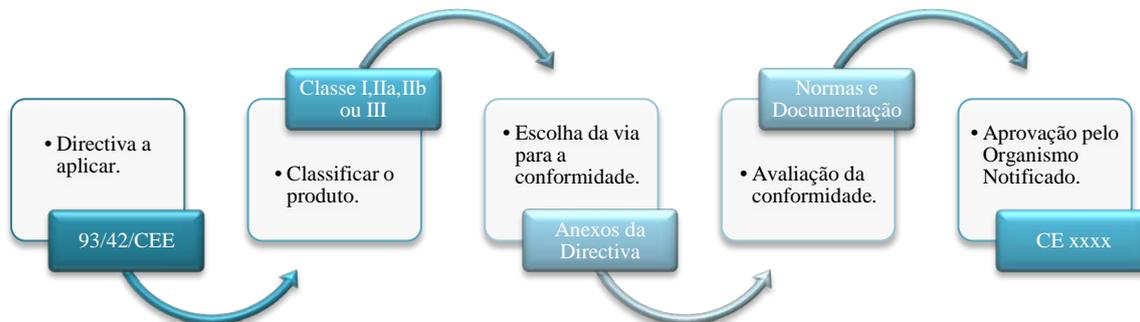 • Directiva a
aplicar.
93/42/CEE
Classe I,IIa,IIb
ou III
• Classificar o
produto.
• Escolha da via
para a
conformidade.
Anexos da
Directiva
Normas e
Documentação
• Avaliação da
conformidade.
• Aprovação pelo
Organismo
Notificado.
CE xxxx